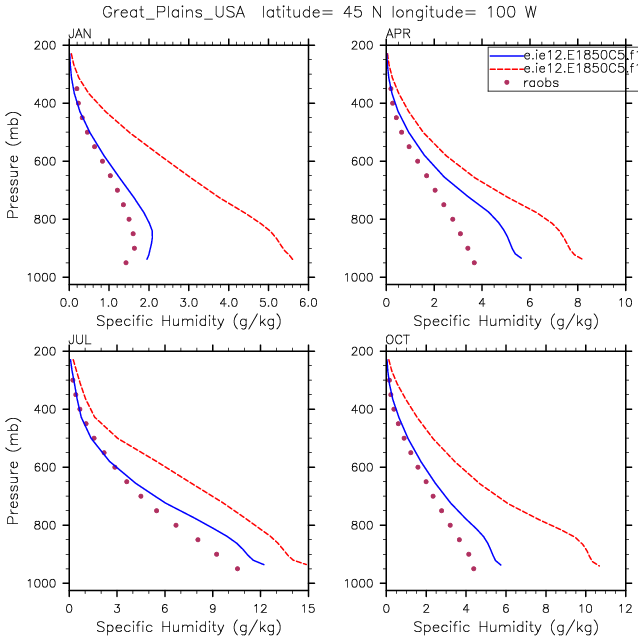 Great_Plains_USA latitude= 45 N longitude= 100 W
JAN
200
400
600
800
1000
Pressure (mb)
0.0 1.0 2.0 3.0 4.0 5.0 6.0
Specific Humidity (g/kg)
APR
e.ie12.E1850C5.f1
e.ie12.E1850C5.f1
raobs
200
400
600
800
1000
0 2 4 6 8 10
Specific Humidity (g/kg)
JUL
200
400
600
800
1000
Pressure (mb)
0 3 6 9 12 15
Specific Humidity (g/kg)
OCT
200
400
600
800
1000
0 2 4 6 8 10 12
Specific Humidity (g/kg)